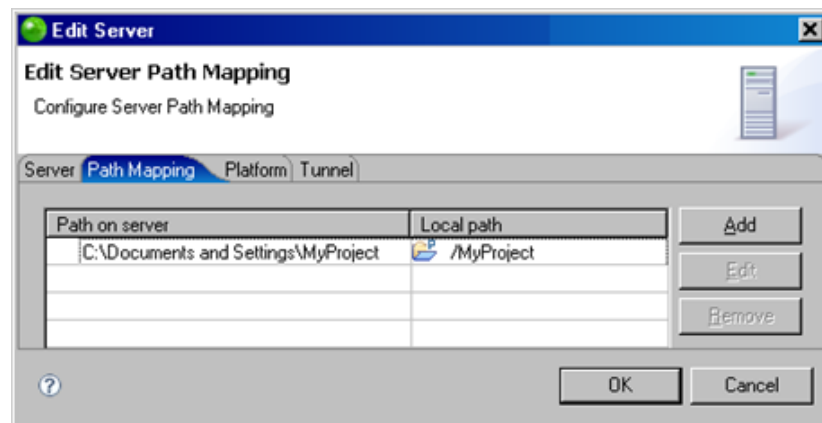 Edit Server
Edit Server Path Mapping
Configure Server Path Mapping
Server Path Mapping Platform Tunnel
Path on server Local path Add
C:\Documents and Settings\MyProject /MyProject
Edit
Remove
OK Cancel